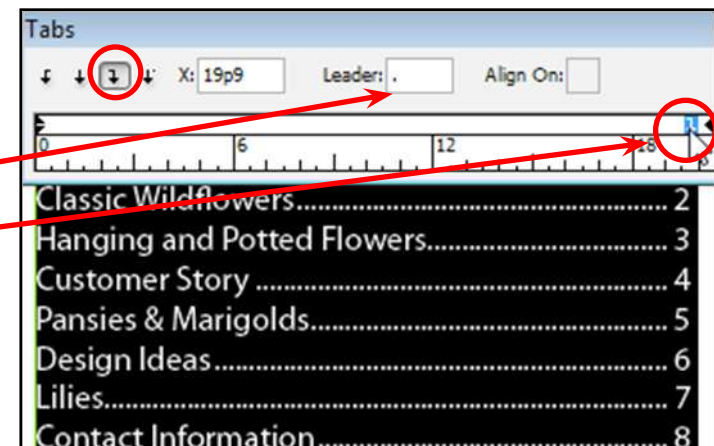 Tabs
X: 19p9 Leader: . Align On:
0 6 12 18
Classic Wildflowers................................................ 2
Hanging and Potted Flowers............................... 3
Customer Story ..................................................... 4
Pansies & Marigolds.............................................. 5
Design Ideas.......................................................... 6
Lilies........................................................................ 7
Contact Information............................................. 8